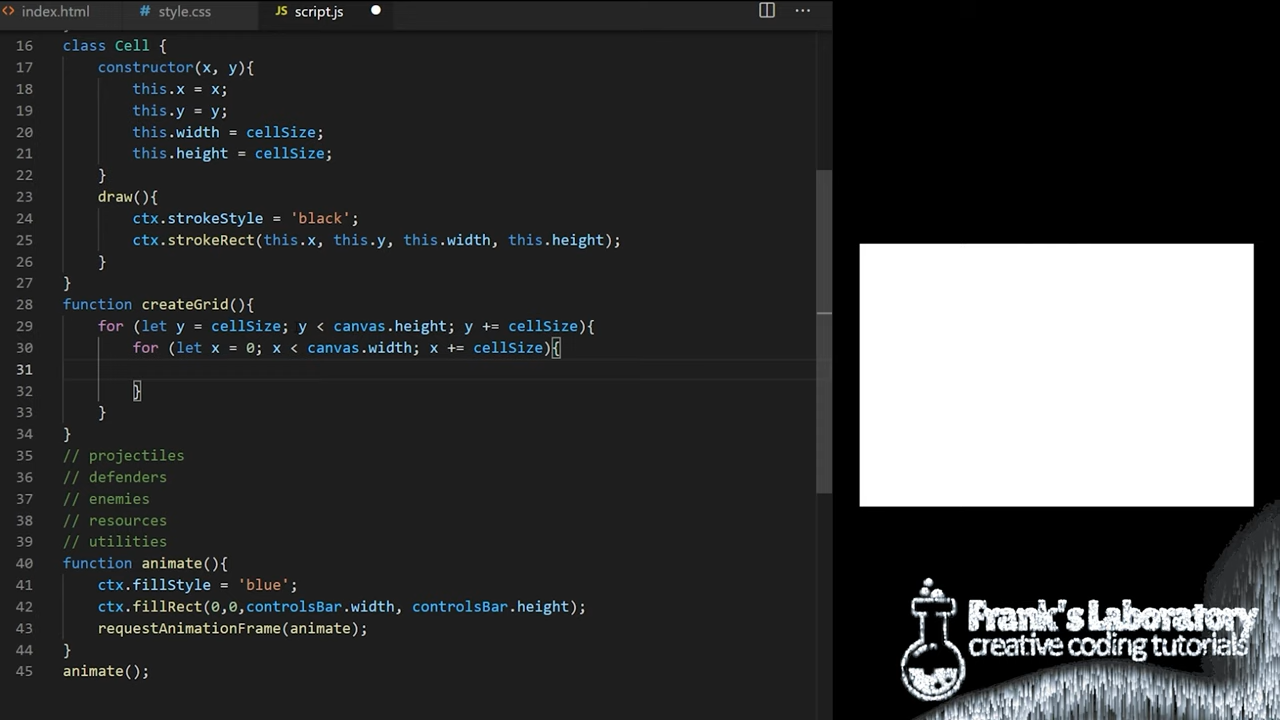 index.html
# style.css
JS script.js
16 class Cell {
17 constructor(x, y){
18 this.x = x;
19 this.y = y;
20 this.width = cellSize;
21 this.height = cellSize;
22 }
23 draw(){
24 ctx.strokeStyle = 'black';
25 ctx.strokeRect(this.x, this.y, this.width, this.height);
26 }
27 }
28 function createGrid(){
29 for (let y = cellSize; y < canvas.height; y += cellSize){
30 for (let x = 0; x < canvas.width; x += cellSize){
31
32 }
33 }
34 }
35 // projectiles
36 // defenders
37 // enemies
38 // resources
39 // utilities
40 function animate(){
41 ctx.fillStyle = 'blue';
42 ctx.fillRect(0,0,controlsBar.width, controlsBar.height);
43 requestAnimationFrame(animate);
44 }
45 animate();
Frank's Laboratory
creative coding tutorials